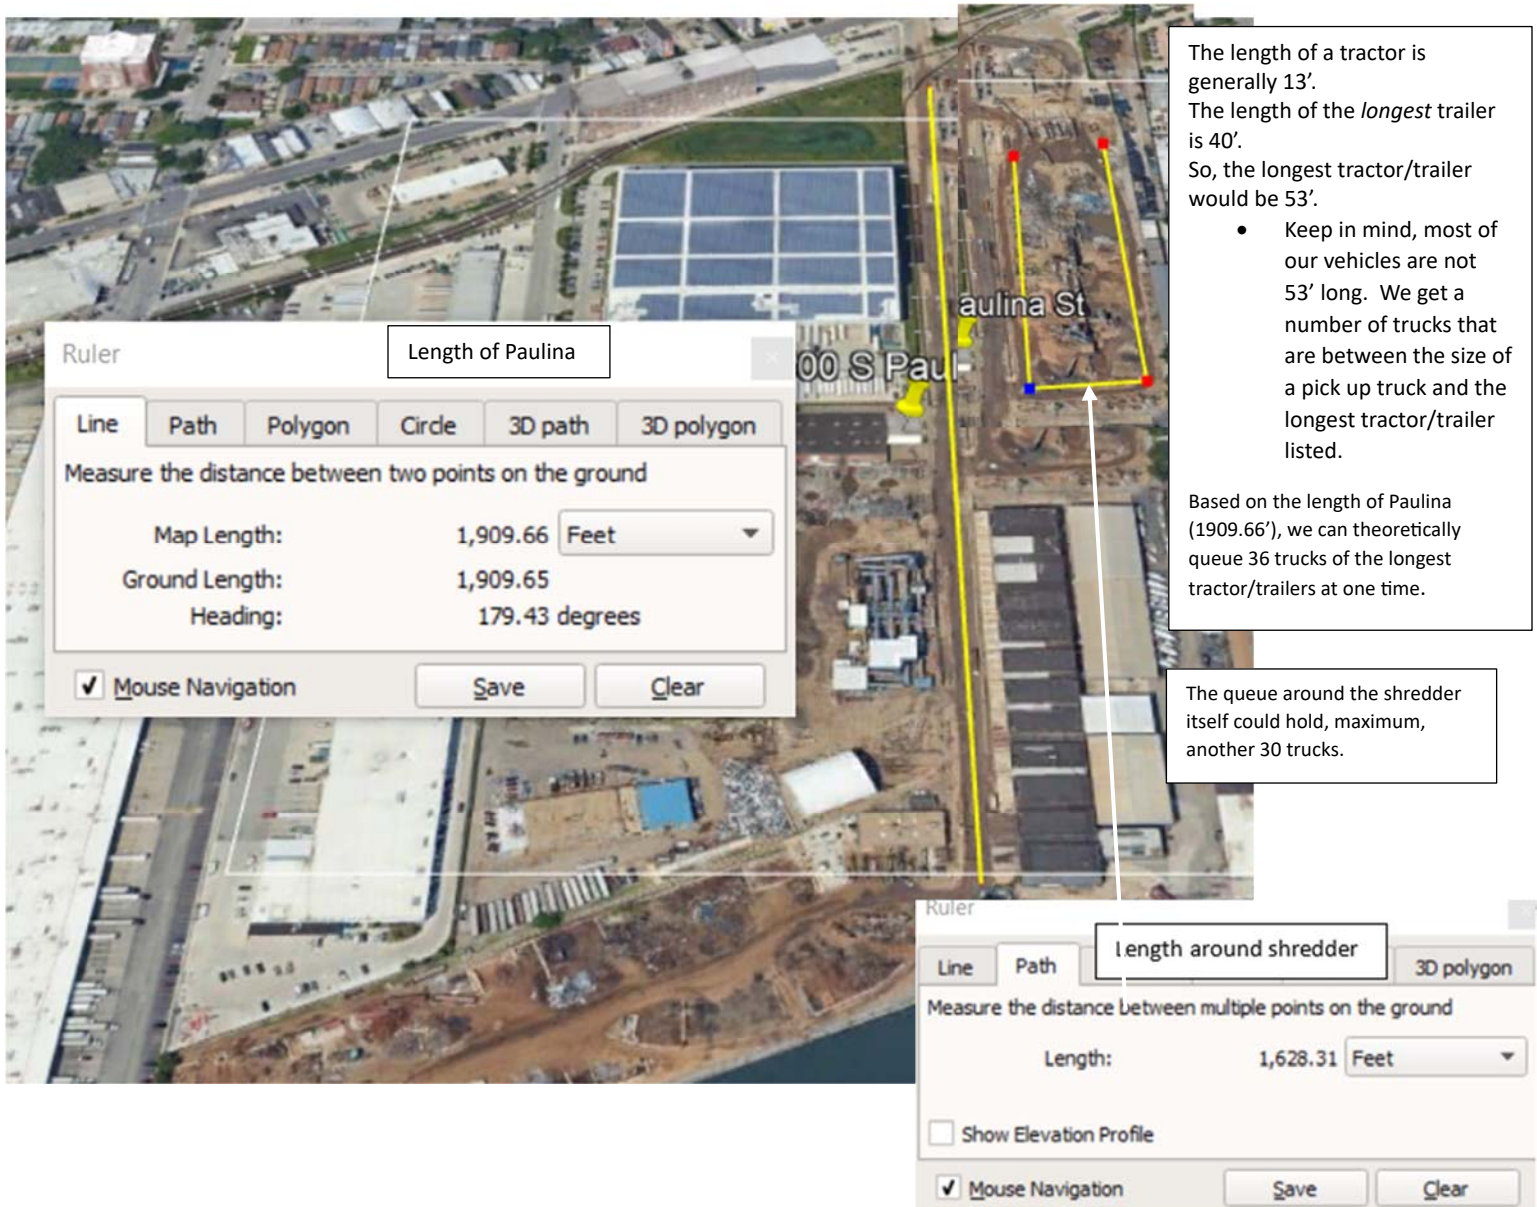 The length of a tractor is
generally 13’.
The length of the longest trailer
is 40’.
So, the longest tractor/trailer
would be 53’.
• Keep in mind, most of
our vehicles are not
53’ long.  We get a
number of trucks that
are between the size of
a pick up truck and the
longest tractor/trailer
listed.
Based on the length of Paulina
(1909.66’), we can theoretically
queue 36 trucks of the longest
tractor/trailers at one time.
aulina St
00 S Paul
Ruler
Length of Paulina
Line Path Polygon Circle 3D path 3D polygon
Measure the distance between two points on the ground
Map Length: 1,909.66 Feet
Ground Length: 1,909.65
Heading: 179.43 degrees
Mouse Navigation Save Clear
The queue around the shredder
itself could hold, maximum,
another 30 trucks.
Ruler
Length around shredder
Line Path 3D polygon
Measure the distance between multiple points on the ground
Length: 1,628.31 Feet
Show Elevation Profile
Mouse Navigation Save Clear